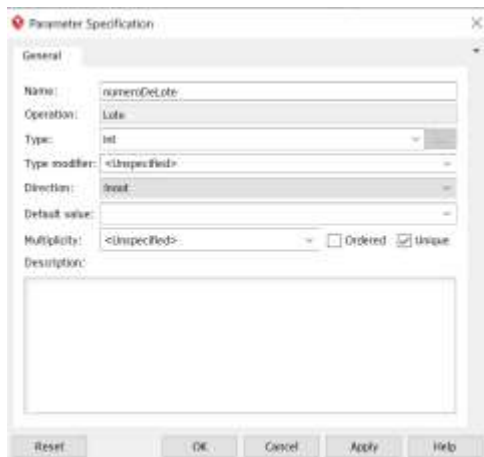 Parameter Specification
General
Name: numeroDeLote
Operation: Lote
Type: int
Type modifier: <Unspecified>
Direction: inout
Default value:
Multiplicity: <Unspecified> Ordered Unique
Description:
Reset OK Cancel Apply Help